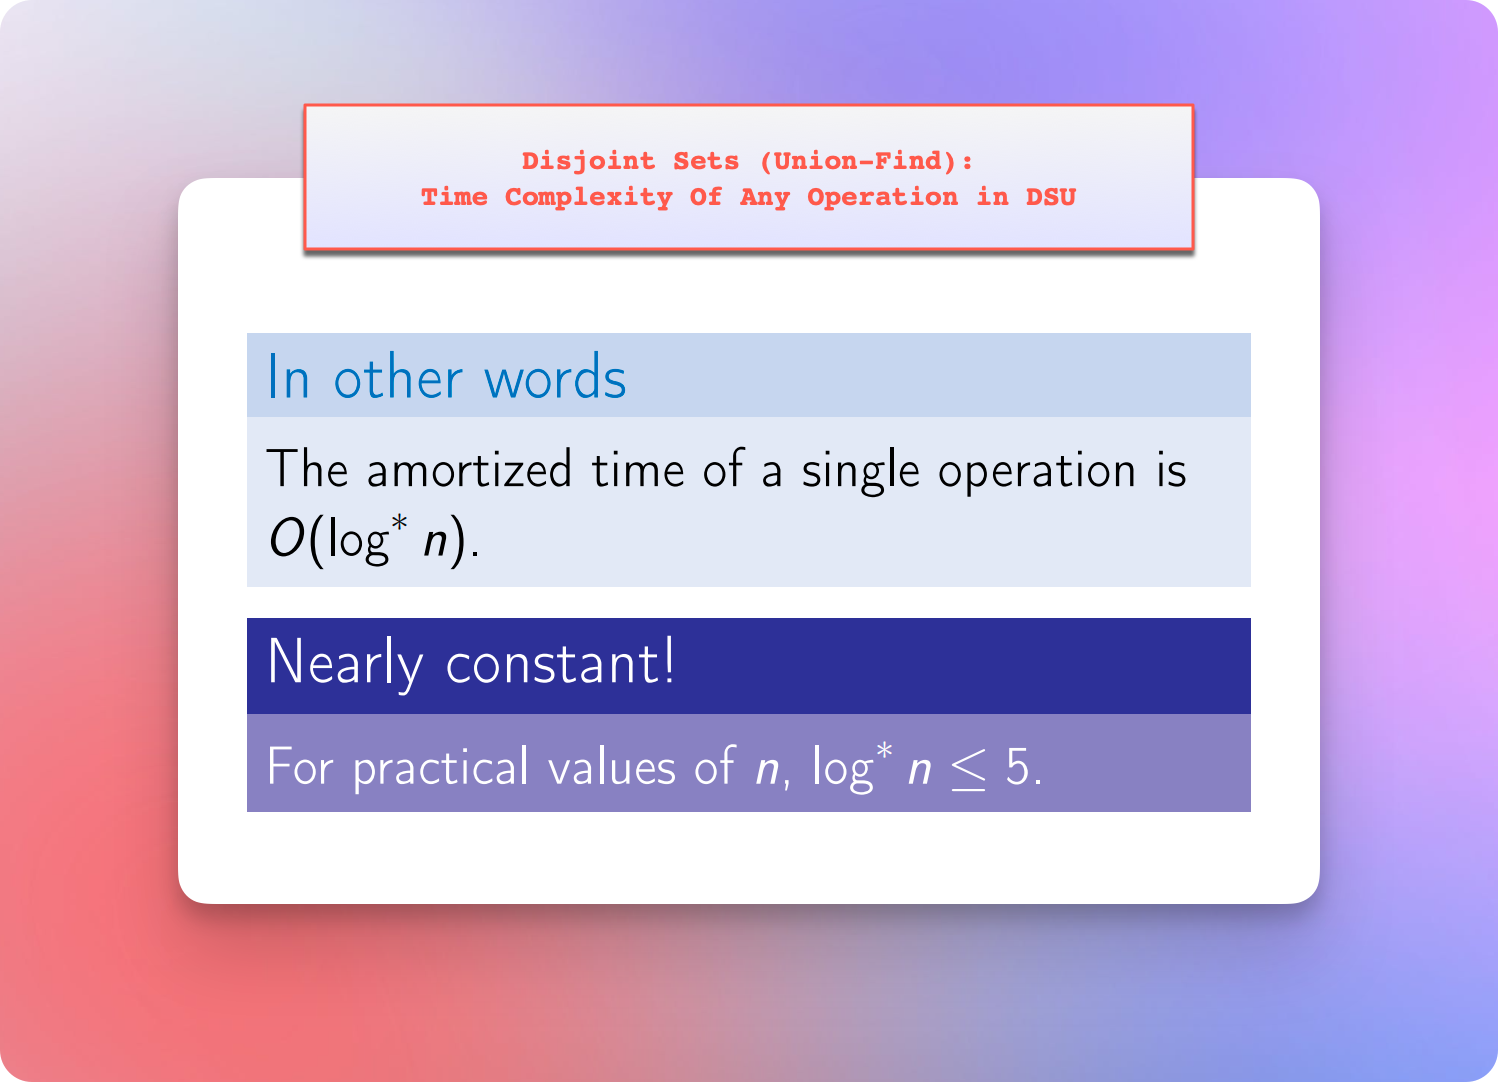 Disjoint Sets (Union-Find):
Time Complexity Of Any Operation in DSU
In other words
The amortized time of a single operation is
O(log* n).
Nearly constant!
For practical values of n, log* n ≤ 5.